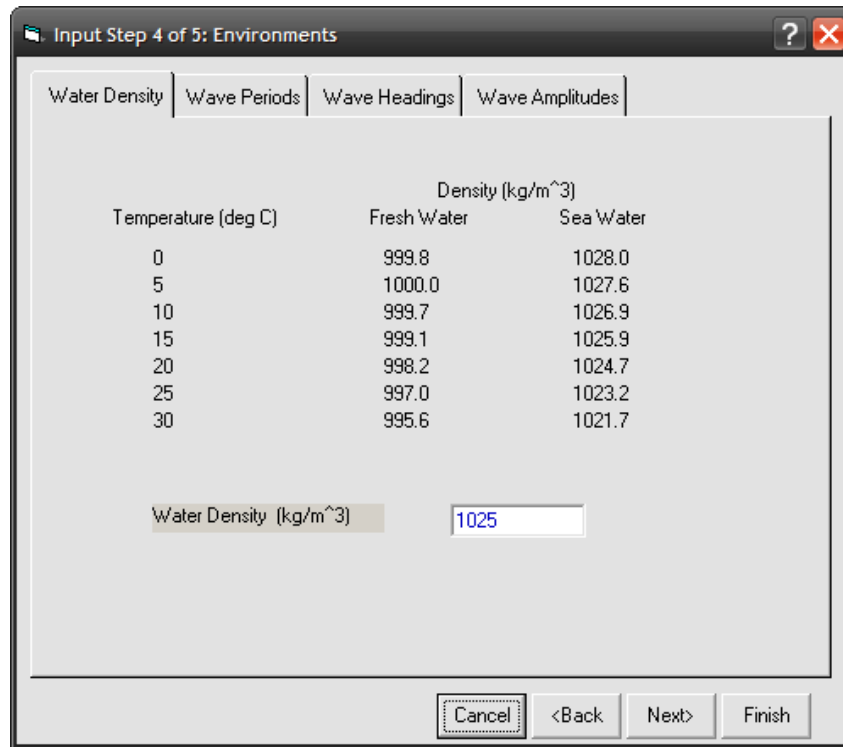 Input Step 4 of 5: Environments
Water Density Wave Periods Wave Headings Wave Amplitudes
Density (kg/m^3)
Temperature (deg C) Fresh Water Sea Water
0 999.8 1028.0
5 1000.0 1027.6
10 999.7 1026.9
15 999.1 1025.9
20 998.2 1024.7
25 997.0 1023.2
30 995.6 1021.7
Water Density (kg/m^3) 1025
Cancel <Back Next> Finish